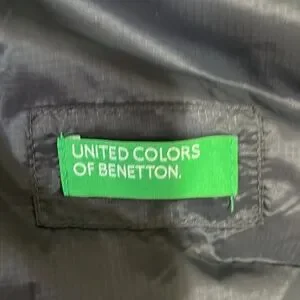 UNITED COLORS
OF BENETTON.